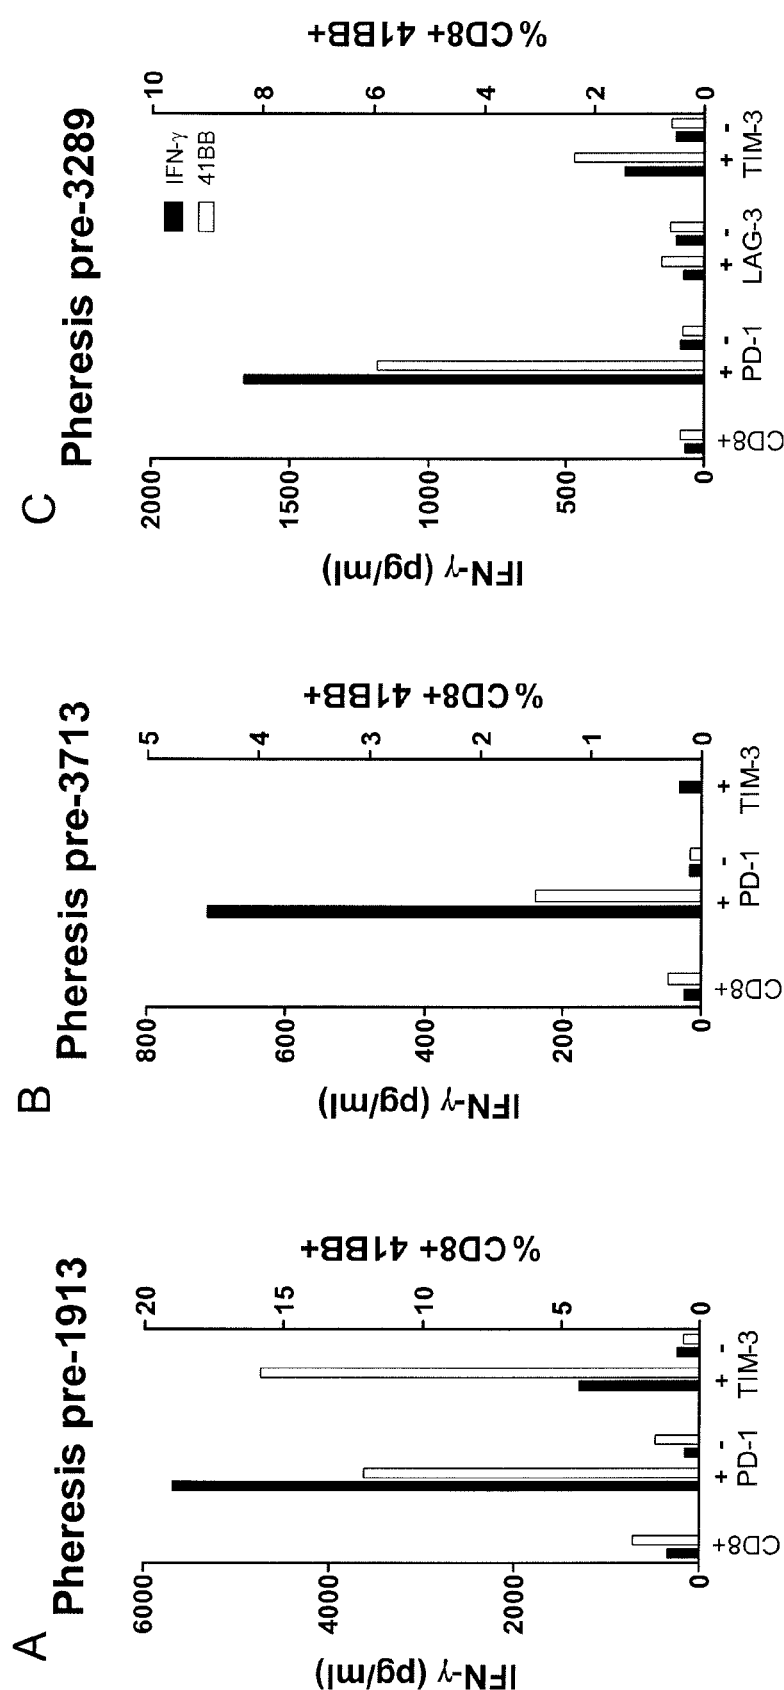 A
Pheresis pre-1913
IFN-γ (pg/ml)
6000
4000
2000
0
% CD8+ 41BB+
20
15
10
5
0
+ - + -
CD8+ PD-1 TIM-3
B
Pheresis pre-3713
IFN-γ (pg/ml)
800
600
400
200
0
% CD8+ 41BB+
5
4
3
2
1
0
+ - +
CD8+ PD-1 TIM-3
C
Pheresis pre-3289
IFN-γ
41BB
IFN-γ (pg/ml)
2000
1500
1000
500
0
% CD8+ 41BB+
10
8
6
4
2
0
+ - + - + -
CD8+ PD-1 LAG-3 TIM-3